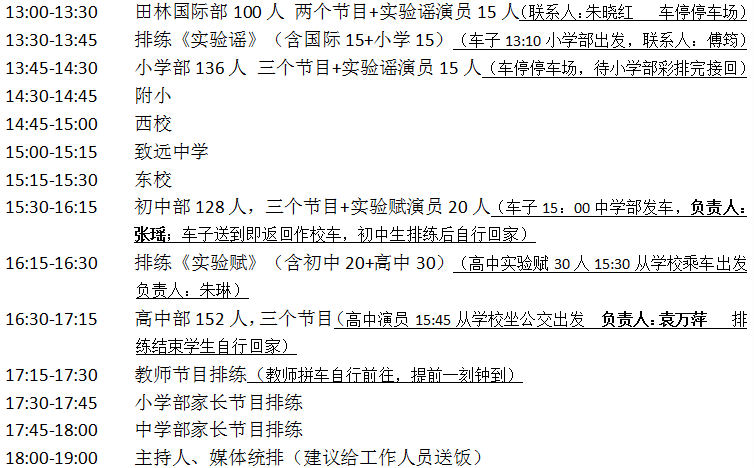 13:00-13:30 田林国际部 100 人 两个节目+实验谣演员 15 人(联系人:朱晓红 车停停车场)
13:30-13:45 排练《实验谣》（含国际 15+小学 15）（车子 13:10 小学部出发，联系人：傅筠）
13:45-14:30 小学部 136 人 三个节目+实验谣演员 15 人(车停停车场，待小学部彩排完接回)
14:30-14:45 附小
14:45-15:00 西校
15:00-15:15 致远中学
15:15-15:30 东校
15:30-16:15 初中部 128 人，三个节目+实验赋演员 20 人（车子 15：00 中学部发车，负责人：
张瑶；车子送到即返回作校车，初中生排练后自行回家）
16:15-16:30 排练《实验赋》（含初中 20+高中 30）（高中实验赋 30 人 15:30 从学校乘车出发
负责人：朱琳）
16:30-17:15 高中部 152 人，三个节目(高中演员 15:45 从学校坐公交出发 负责人：袁万萍 排
练结束学生自行回家）
17:15-17:30 教师节目排练（教师拼车自行前往，提前一刻钟到）
17:30-17:45 小学部家长节目排练
17:45-18:00 中学部家长节目排练
18:00-19:00 主持人、媒体统排（建议给工作人员送饭）